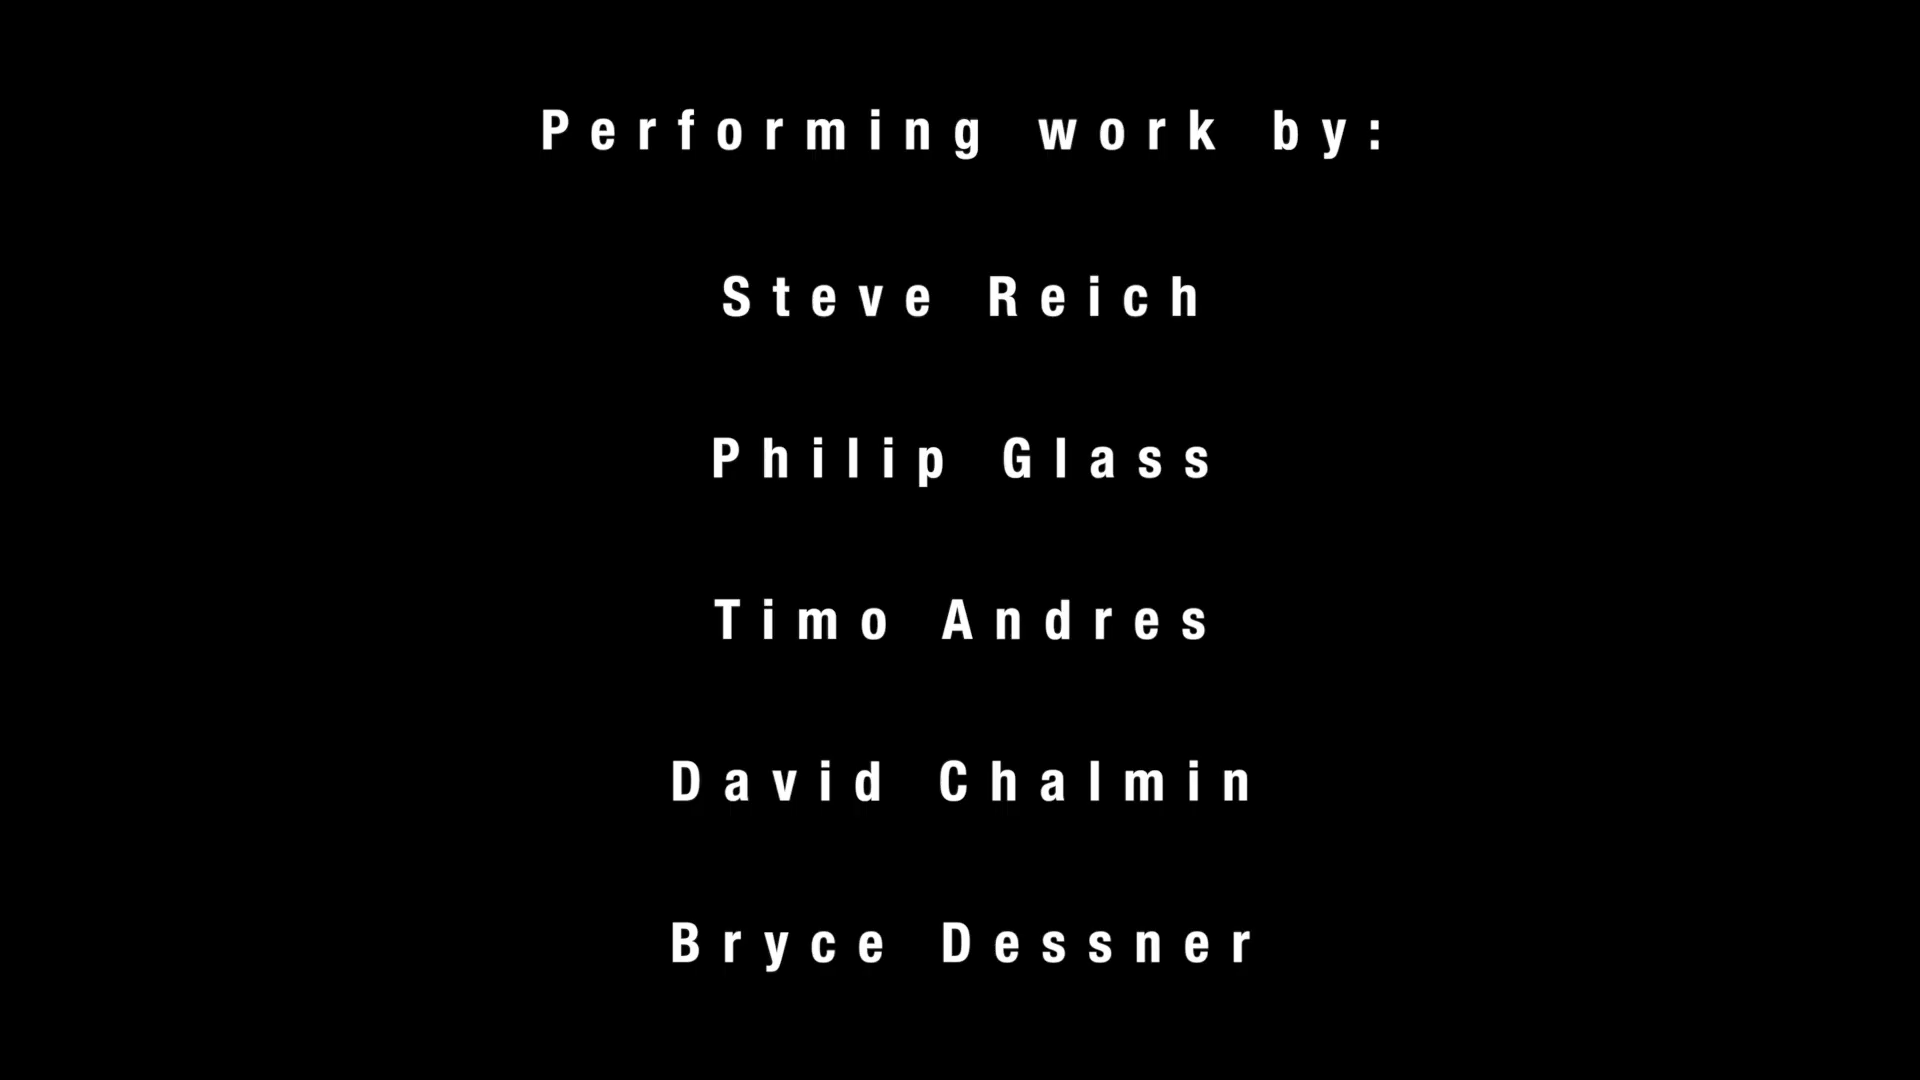 Performing work by:
Steve Reich
Philip Glass
Timo Andres
David Chalmin
Bryce Dessner